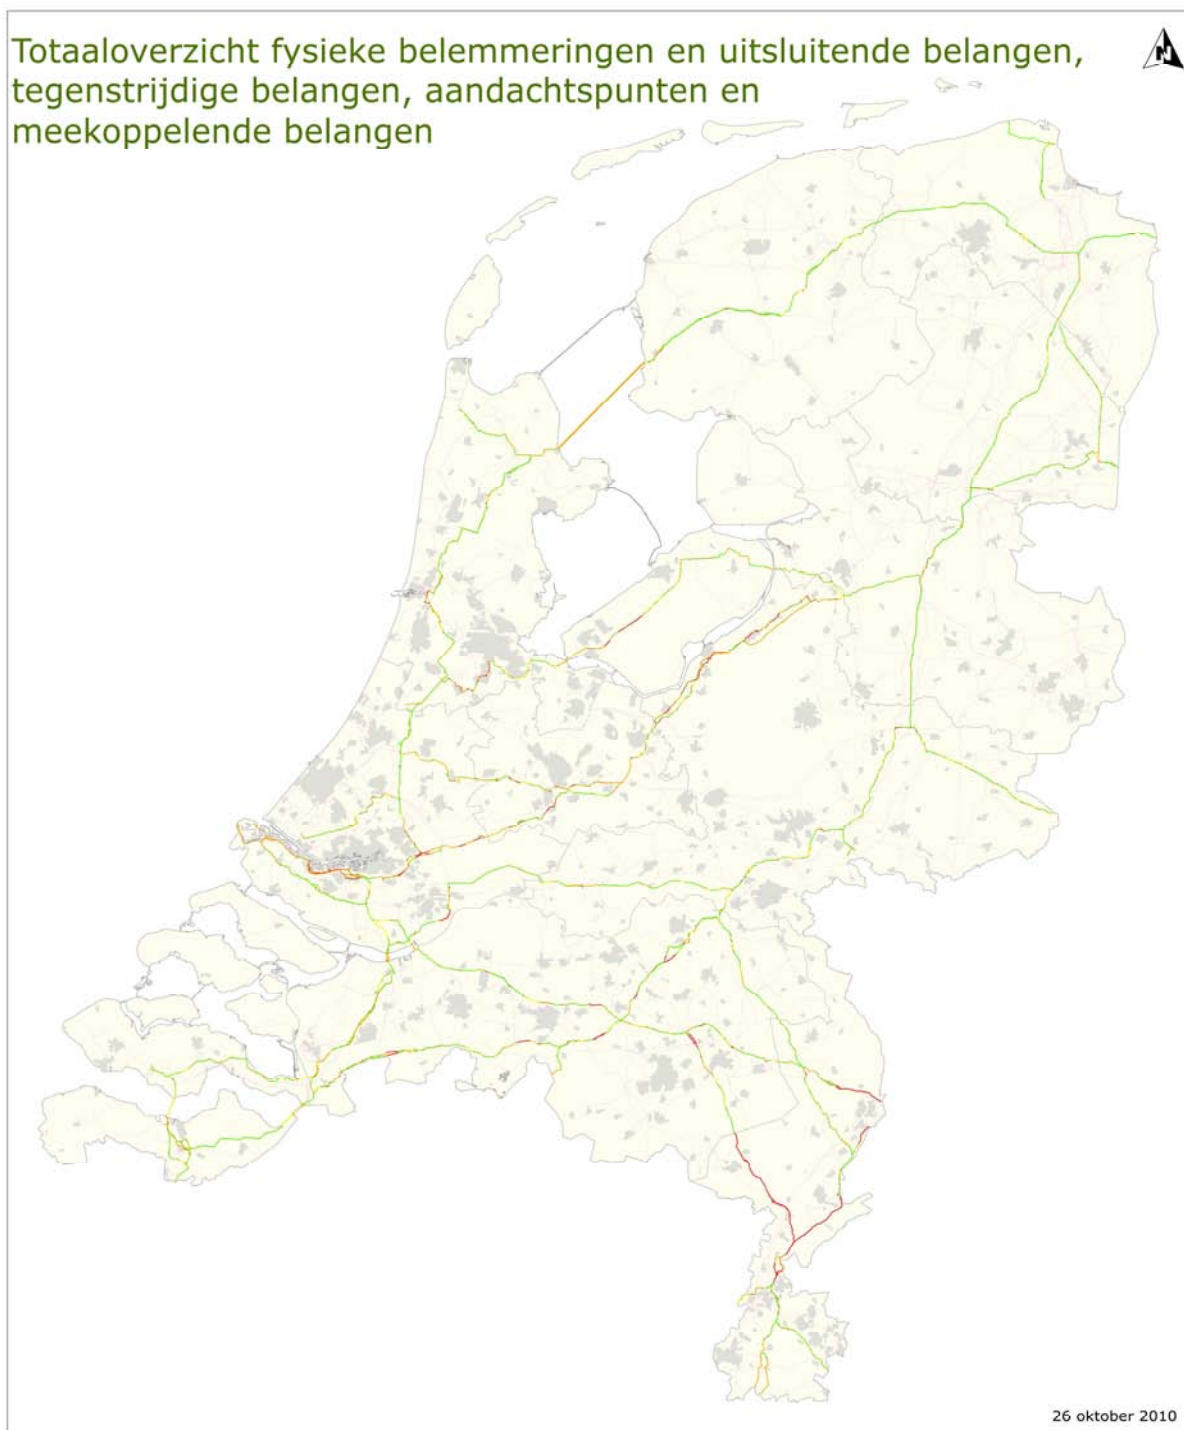 Totaaloverzicht fysieke belemmeringen en uitsluitende belangen,
tegenstrijdige belangen, aandachtspunten en
meekoppelende belangen
N
26 oktober 2010